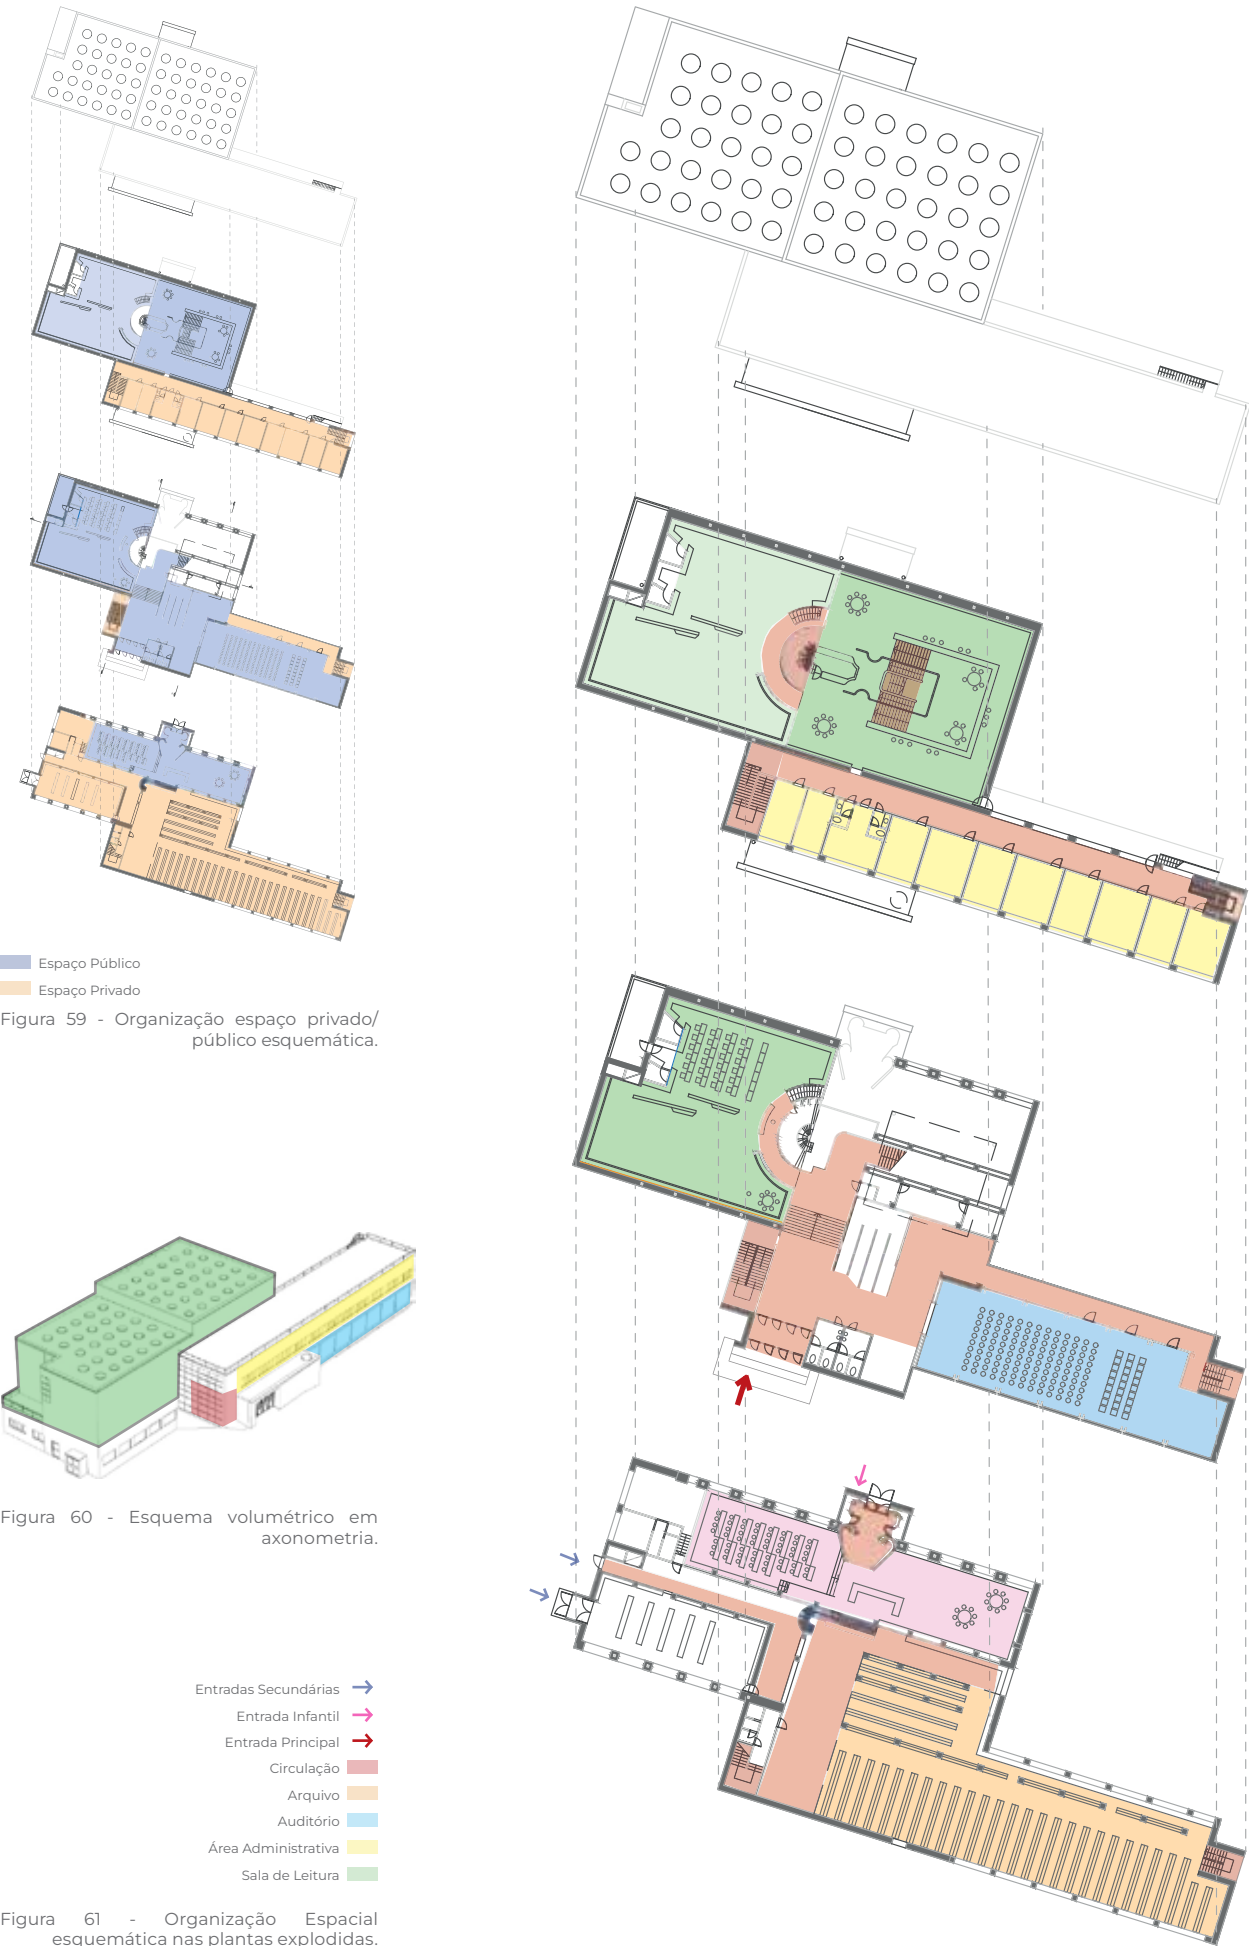 Espaço Público
Espaço Privado
Figura 59 - Organização espaço privado/
público esquemática.
Figura 60 - Esquema volumétrico em
axonometria.
Entradas Secundárias
Entrada Infantil
Entrada Principal
Circulação
Arquivo
Auditório
Área Administrativa
Sala de Leitura
Figura 61 - Organização Espacial
esquemática nas plantas explodidas.